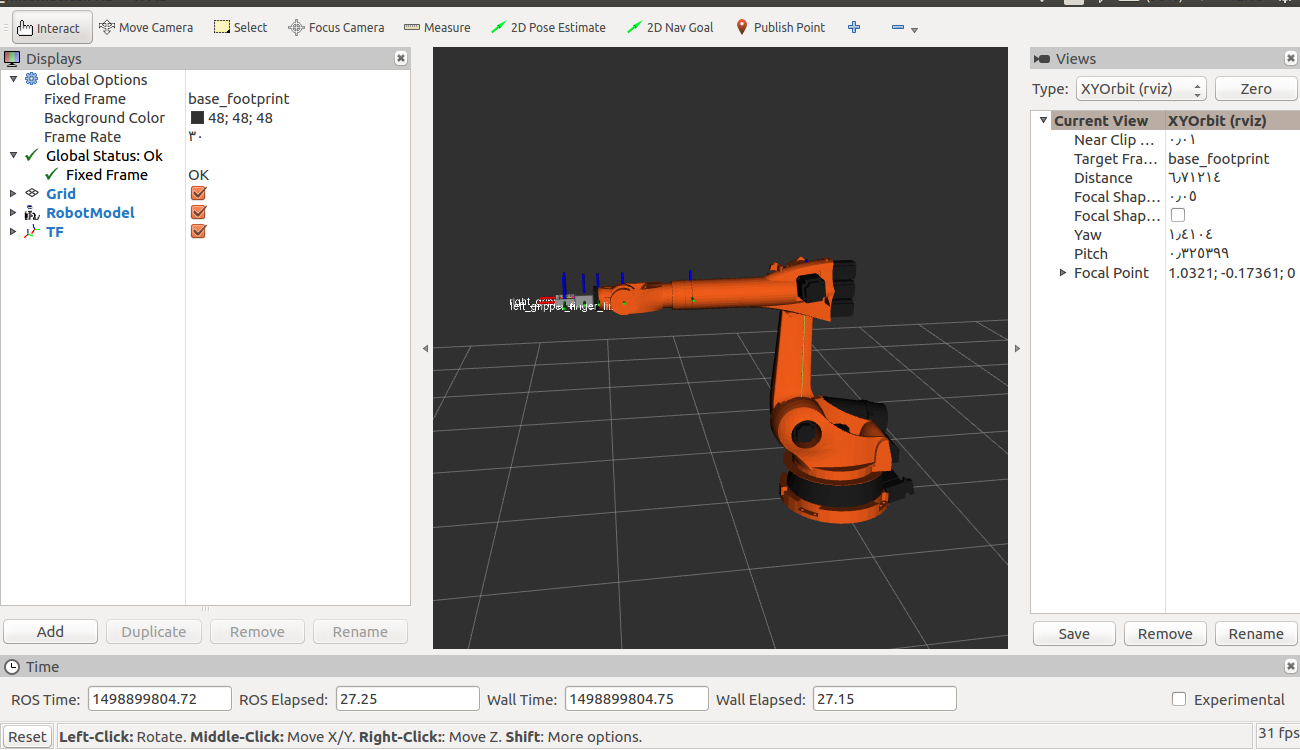 Interact Move Camera Select Focus Camera Measure 2D Pose Estimate 2D Nav Goal Publish Point
Displays
Global Options
Fixed Frame base_footprint
Background Color 48; 48; 48
Frame Rate ٣٠
Global Status: Ok
Fixed Frame OK
Grid
RobotModel
TF
Add Duplicate Remove Rename
Views
Type: XYOrbit (rviz) Zero
Current View XYOrbit (rviz)
Near Clip ... ٠٫٠١
Target Fra... base_footprint
Distance ٦٫٧١٢١٤
Focal Shap... ٠٫٠٥
Focal Shap...
Yaw ١٫٤١٠٤
Pitch ٠٫٣٢٥٣٩٩
Focal Point 1.0321; -0.17361; 0
Save Remove Rename
Time
ROS Time: 1498899804.72 ROS Elapsed: 27.25 Wall Time: 1498899804.75 Wall Elapsed: 27.15 Experimental
Reset Left-Click: Rotate. Middle-Click: Move X/Y. Right-Click:: Move Z. Shift: More options. 31 fps